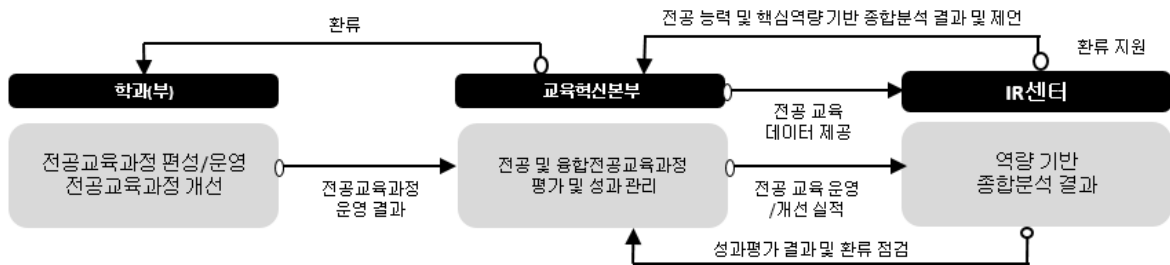 전공 능력 및 핵심역량 기반 종합분석 결과 및 제언
환류
환류 지원
학과(부)
교육혁신본부
IR센터
전공 교육
데이터 제공
전공교육과정 편성/운영
전공교육과정 개선
전공 및 융합전공교육과정
평가 및 성과 관리
역량 기반
종합분석 결과
전공교육과정
운영 결과
전공 교육 운영
/개선 실적
성과평가 결과 및 환류 점검